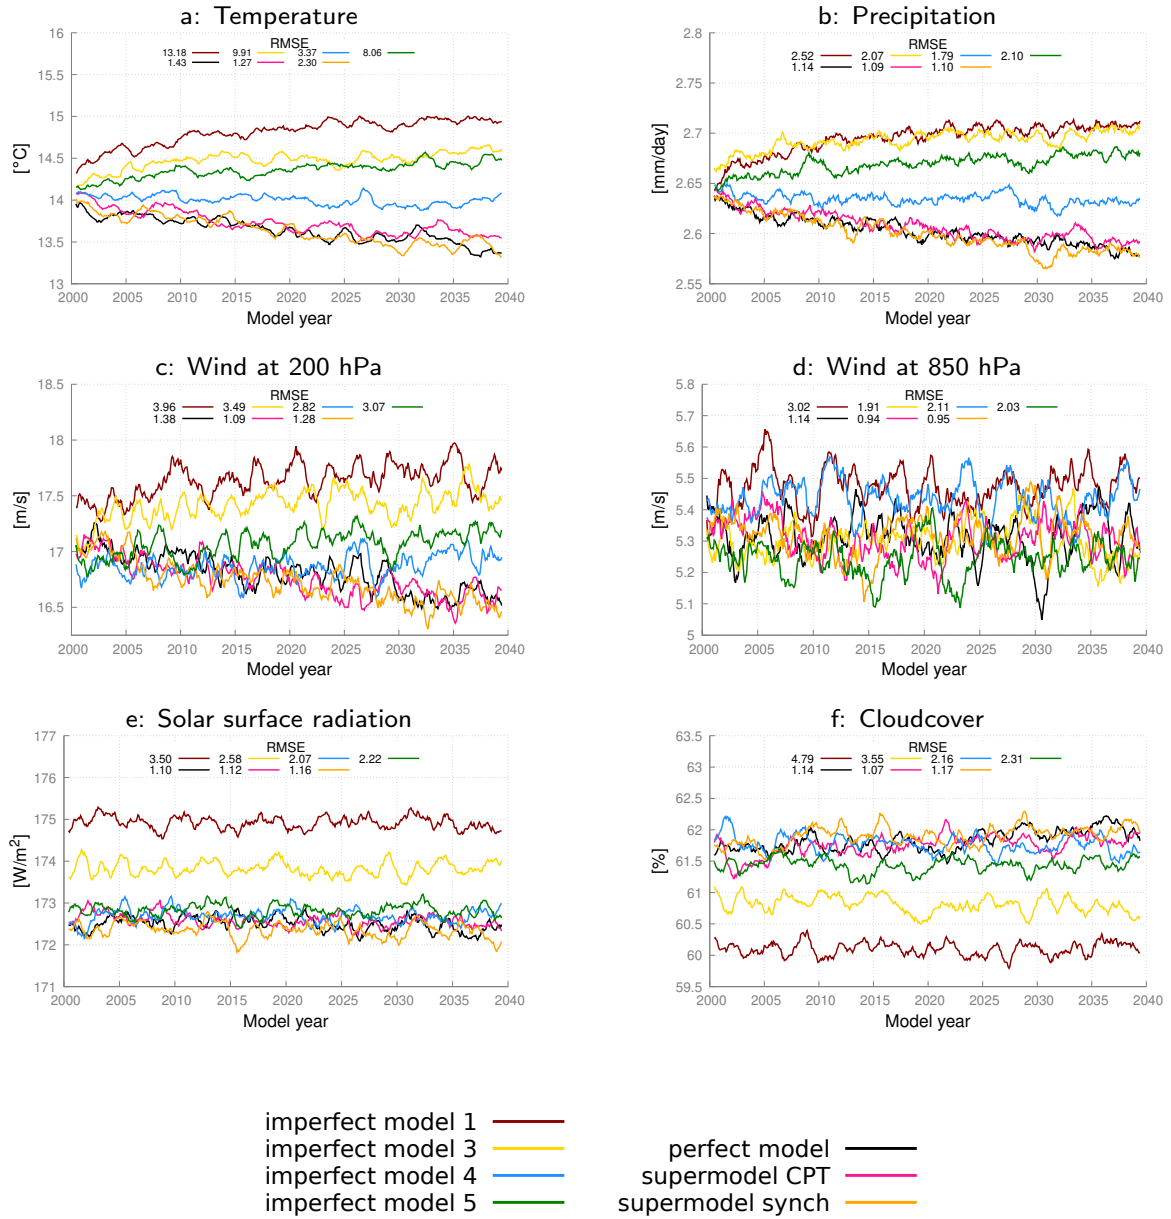 a: Temperature
RMSE
13.18 9.91 3.37 8.06
1.43 1.27 2.30
16
15.5
15
14.5
14
13.5
13
[°C]
2000 2005 2010 2015 2020 2025 2030 2035 2040
Model year
b: Precipitation
RMSE
2.52 2.07 1.79 2.10
1.14 1.09 1.10
2.8
2.75
2.7
2.65
2.6
2.55
[mm/day]
2000 2005 2010 2015 2020 2025 2030 2035 2040
Model year
c: Wind at 200 hPa
RMSE
3.96 3.49 2.82 3.07
1.38 1.09 1.28
18.5
18
17.5
17
16.5
[m/s]
2000 2005 2010 2015 2020 2025 2030 2035 2040
Model year
d: Wind at 850 hPa
RMSE
3.02 1.91 2.11 2.03
1.14 0.94 0.95
5.8
5.7
5.6
5.5
5.4
5.3
5.2
5.1
5
[m/s]
2000 2005 2010 2015 2020 2025 2030 2035 2040
Model year
e: Solar surface radiation
RMSE
3.50 2.58 2.07 2.22
1.10 1.12 1.16
177
176
175
174
173
172
171
[W/m²]
2000 2005 2010 2015 2020 2025 2030 2035 2040
Model year
f: Cloudcover
RMSE
4.79 3.55 2.16 2.31
1.14 1.07 1.17
63.5
63
62.5
62
61.5
61
60.5
60
59.5
[%]
2000 2005 2010 2015 2020 2025 2030 2035 2040
Model year
imperfect model 1
imperfect model 3
imperfect model 4
imperfect model 5
perfect model
supermodel CPT
supermodel synch